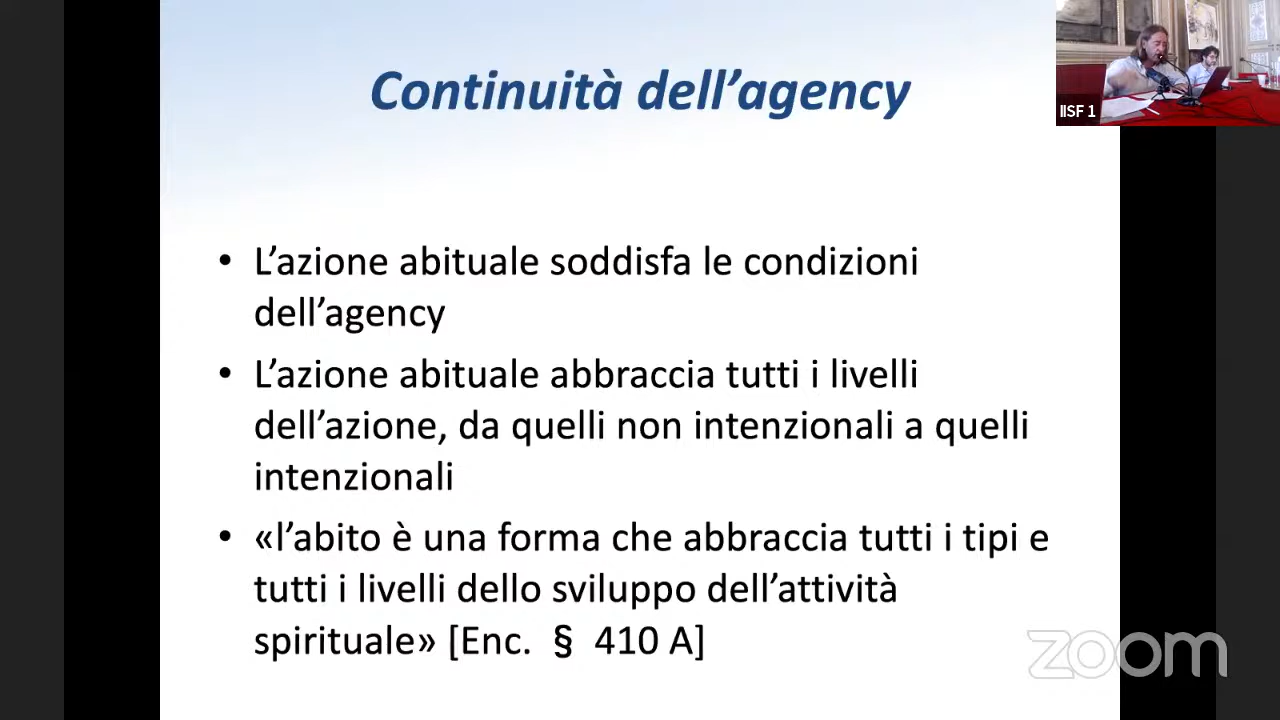 Continuità dell’agency
IISF 1
• L’azione abituale soddisfa le condizioni
dell’agency
• L’azione abituale abbraccia tutti i livelli
dell’azione, da quelli non intenzionali a quelli
intenzionali
• «l’abito è una forma che abbraccia tutti i tipi e
tutti i livelli dello sviluppo dell’attività
spirituale» [Enc. § 410 A]
zoom